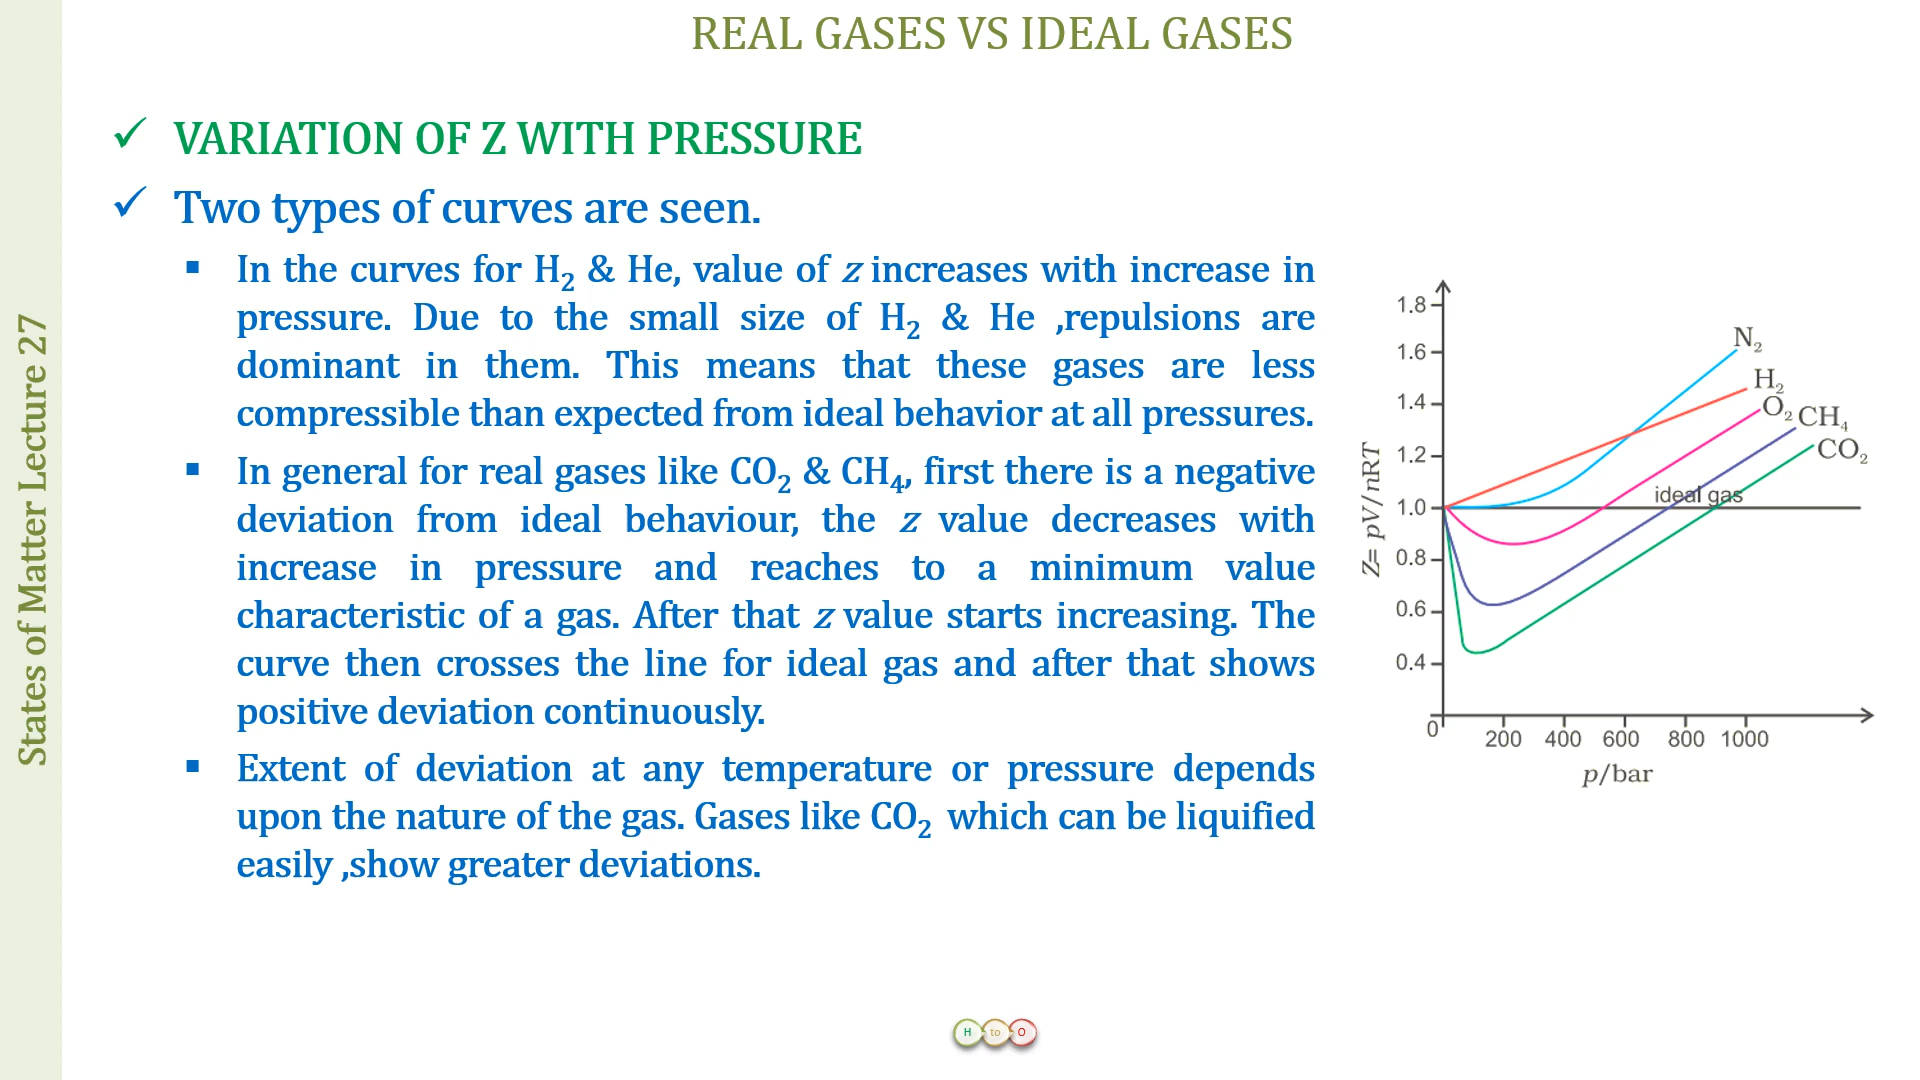 REAL GASES VS IDEAL GASES
States of Matter Lecture 27
✓ VARIATION OF Z WITH PRESSURE
✓ Two types of curves are seen.
▪ In the curves for H₂ & He, value of z increases with increase in
pressure. Due to the small size of H₂ & He ,repulsions are
dominant in them. This means that these gases are less
compressible than expected from ideal behavior at all pressures.
▪ In general for real gases like CO₂ & CH₄, first there is a negative
deviation from ideal behaviour, the z value decreases with
increase in pressure and reaches to a minimum value
characteristic of a gas. After that z value starts increasing. The
curve then crosses the line for ideal gas and after that shows
positive deviation continuously.
▪ Extent of deviation at any temperature or pressure depends
upon the nature of the gas. Gases like CO₂ which can be liquified
easily ,show greater deviations.
Z= pV/nRT
1.8
1.6
1.4
1.2
1.0
0.8
0.6
0.4
0
N₂
H₂
O₂
CH₄
CO₂
ideal gas
200 400 600 800 1000
p/bar
H to O